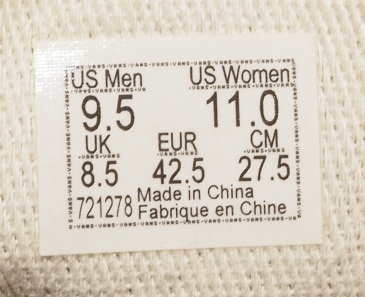 US Men US Women
9.5 11.0
UK EUR CM
8.5 42.5 27.5
721278 Made in China
Fabrique en Chine